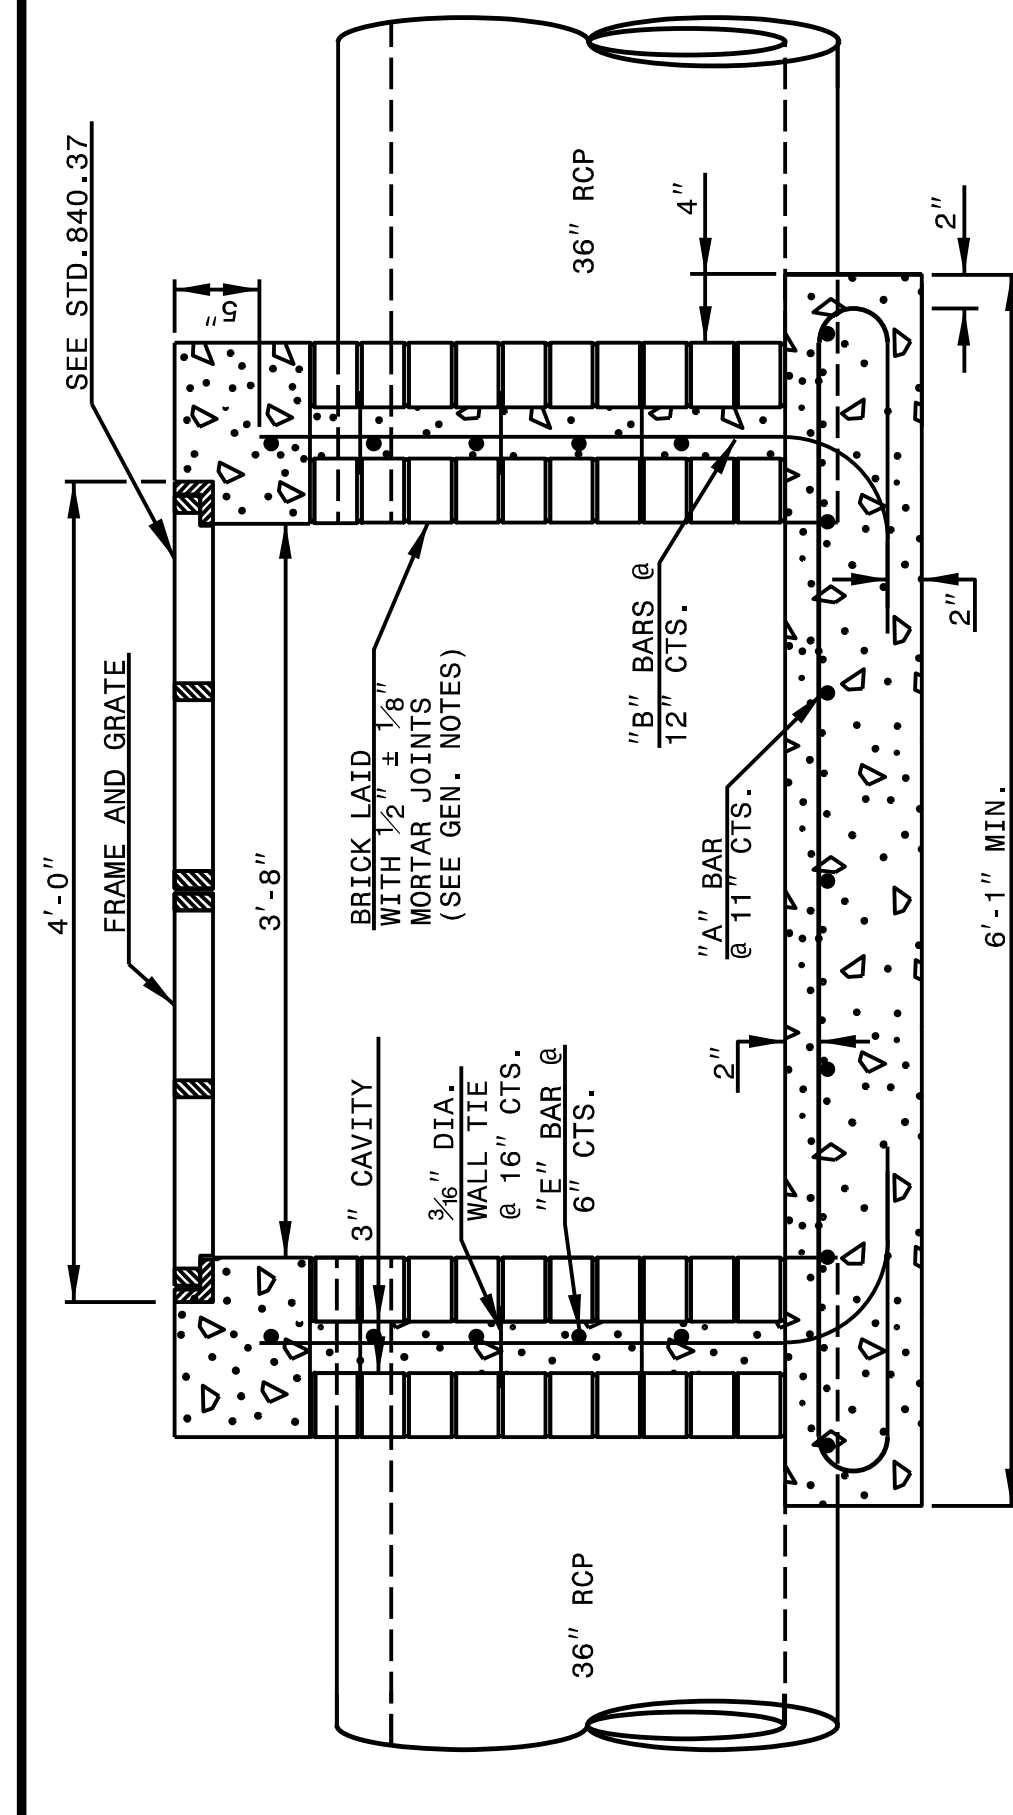 4'-0"
FRAME AND GRATE
SEE STD.840.37
5"
3'-8"
3" CAVITY
BRICK LAID
WITH 1/2" ± 1/8"
MORTAR JOINTS
(SEE GEN. NOTES)
3/16" DIA.
WALL TIE
@ 16" CTS.
"E" BAR @
6" CTS.
36" RCP
36" RCP
"B" BARS @
12" CTS.
4"
"A" BAR
@ 11" CTS.
2"
2"
2"
6'-1" MIN.